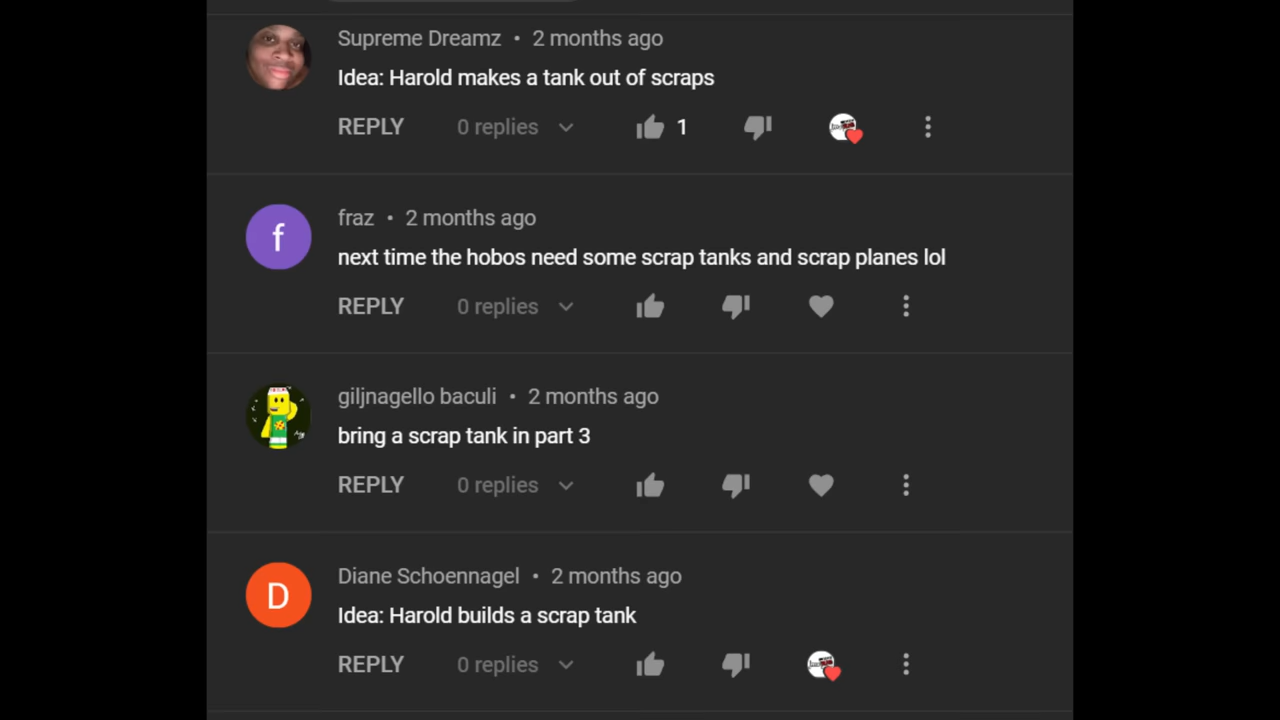 Supreme Dreamz • 2 months ago
Idea: Harold makes a tank out of scraps
REPLY 0 replies 1
f
fraz • 2 months ago
next time the hobos need some scrap tanks and scrap planes lol
REPLY 0 replies
giljnagello baculi • 2 months ago
bring a scrap tank in part 3
REPLY 0 replies
D
Diane Schoennagel • 2 months ago
Idea: Harold builds a scrap tank
REPLY 0 replies